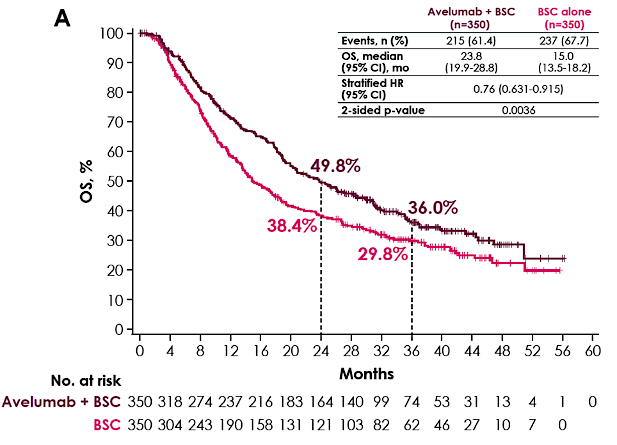 A
Avelumab + BSC (n=350) BSC alone (n=350)
Events, n (%) 215 (61.4) 237 (67.7)
OS, median (95% CI), mo 23.8 (19.9-28.8) 15.0 (13.5-18.2)
Stratified HR (95% CI) 0.76 (0.631-0.915)
2-sided p-value 0.0036
OS, %
100
90
80
70
60
50
40
30
20
10
0
49.8%
36.0%
38.4%
29.8%
0 4 8 12 16 20 24 28 32 36 40 44 48 52 56 60
Months
No. at risk
Avelumab + BSC 350 318 274 237 216 183 164 140 99 74 53 31 13 4 1 0
BSC 350 304 243 190 158 131 121 103 82 62 46 27 10 7 0